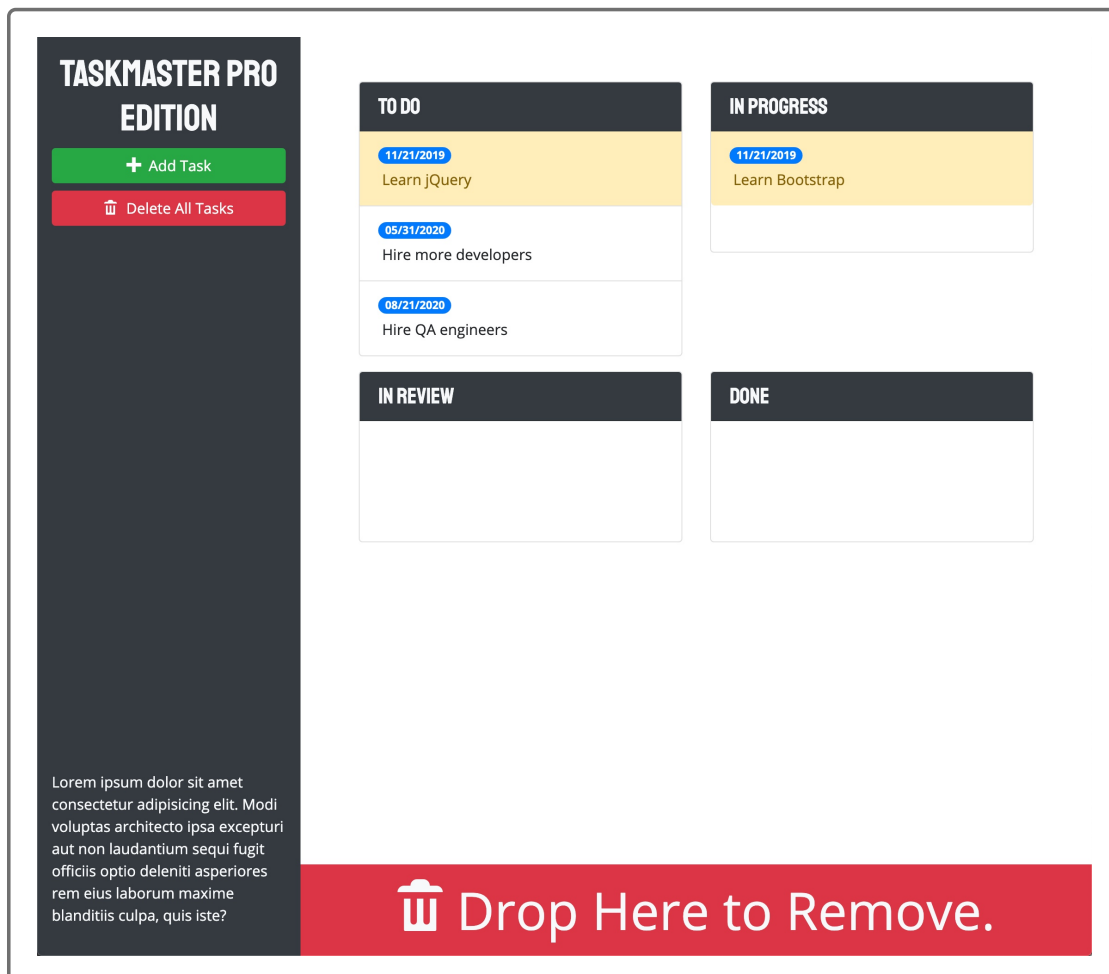 TASKMASTER PRO
EDITION
Add Task
Delete All Tasks
Lorem ipsum dolor sit amet
consectetur adipisicing elit. Modi
voluptas architecto ipsa excepturi
aut non laudantium sequi fugit
officiis optio deleniti asperiores
rem eius laborum maxime
blanditiis culpa, quis iste?
TO DO
11/21/2019
Learn jQuery
05/31/2020
Hire more developers
08/21/2020
Hire QA engineers
IN PROGRESS
11/21/2019
Learn Bootstrap
IN REVIEW
DONE
Drop Here to Remove.